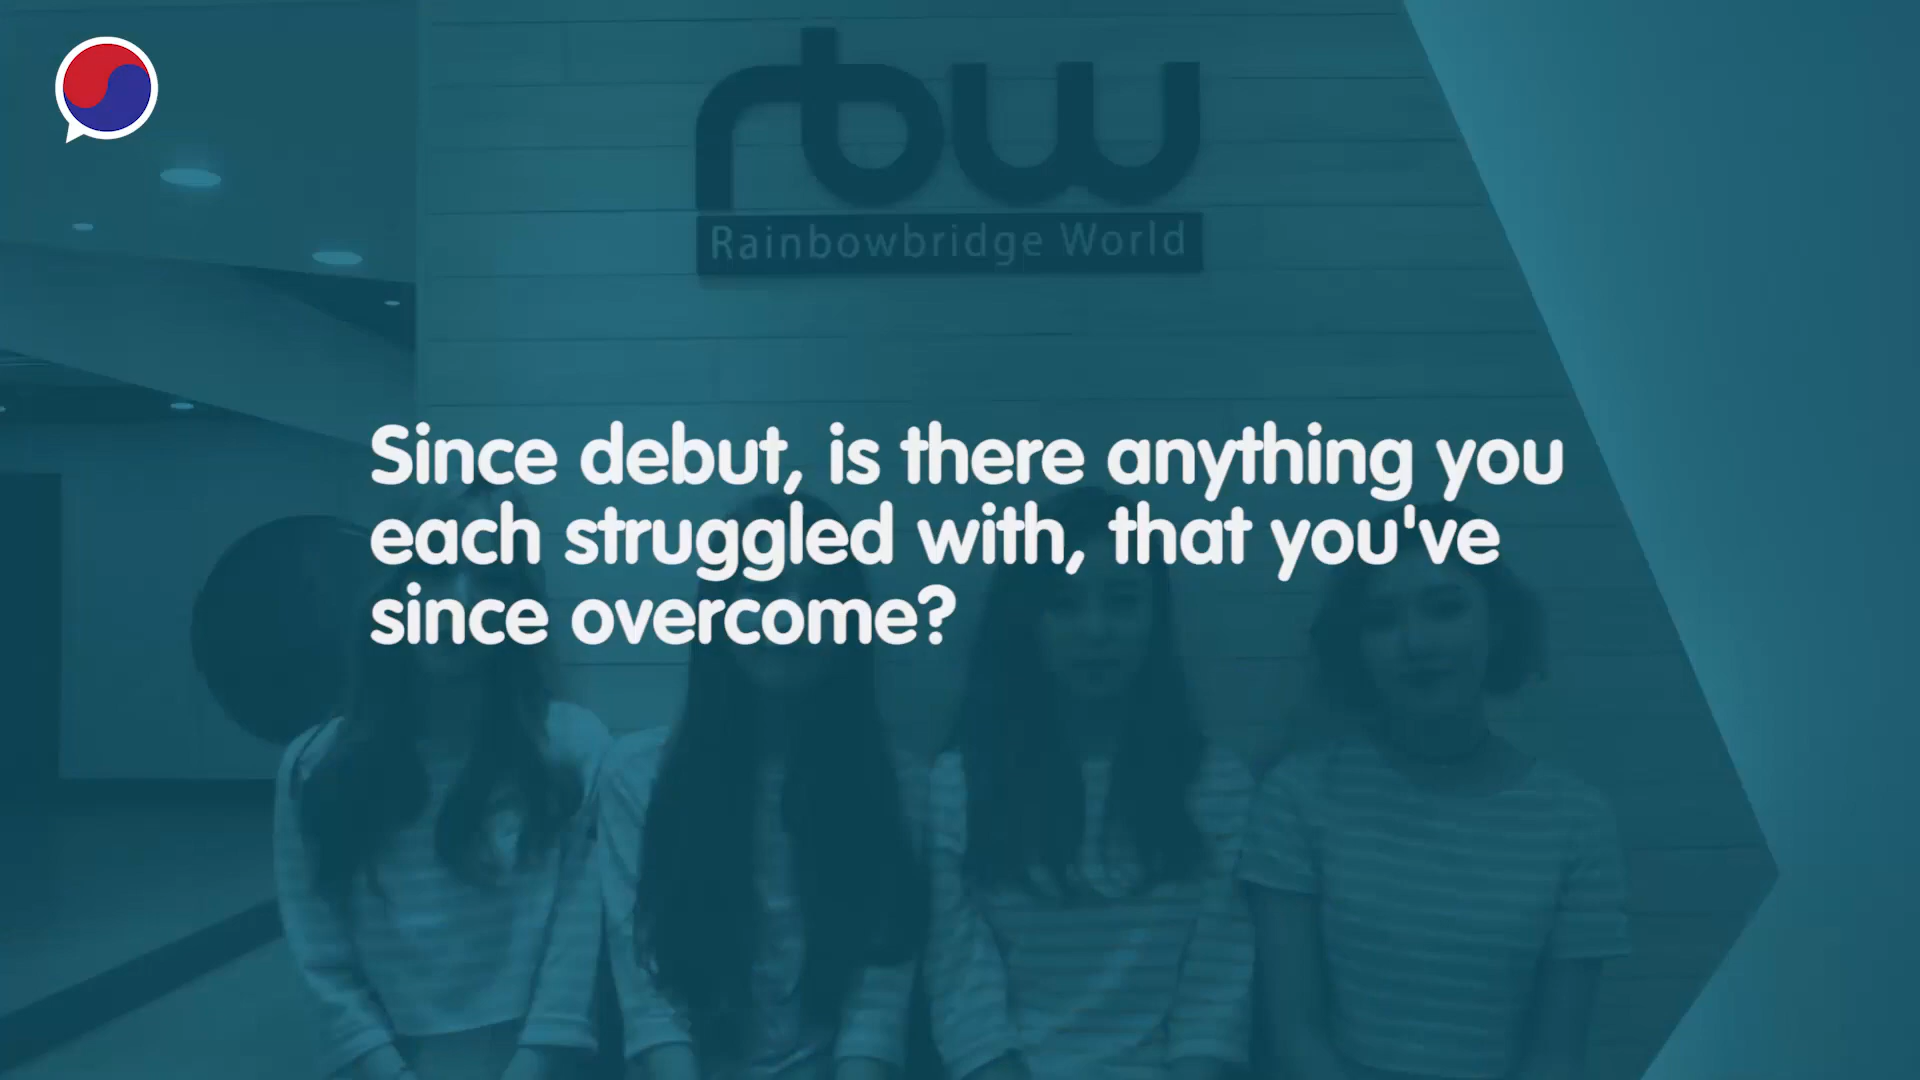 rbw
Rainbowbridge World
Since debut, is there anything you
each struggled with, that you've
since overcome?